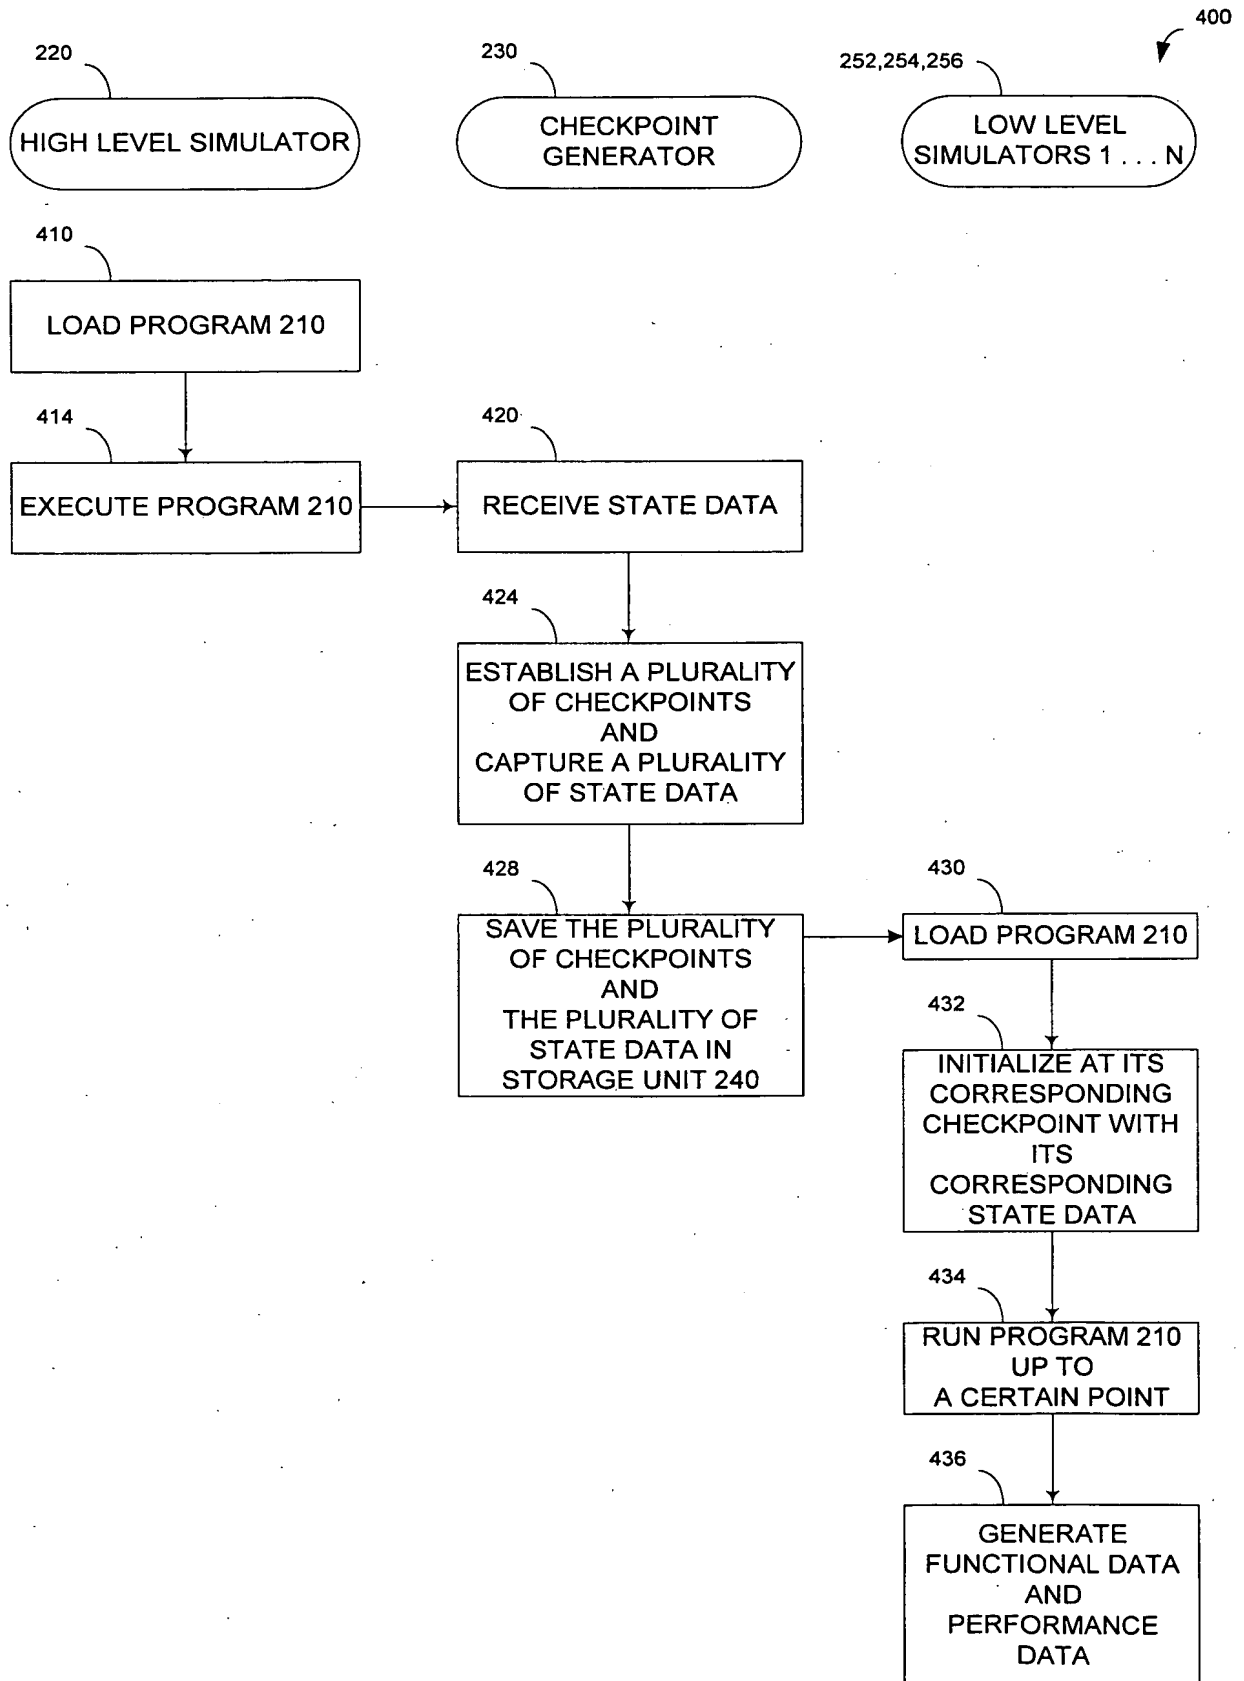 400
220
230
252,254,256
HIGH LEVEL SIMULATOR
CHECKPOINT
GENERATOR
LOW LEVEL
SIMULATORS 1 . . . N
410
LOAD PROGRAM 210
414
EXECUTE PROGRAM 210
420
RECEIVE STATE DATA
424
ESTABLISH A PLURALITY
OF CHECKPOINTS
AND
CAPTURE A PLURALITY
OF STATE DATA
428
SAVE THE PLURALITY
OF CHECKPOINTS
AND
THE PLURALITY OF
STATE DATA IN
STORAGE UNIT 240
430
LOAD PROGRAM 210
432
INITIALIZE AT ITS
CORRESPONDING
CHECKPOINT WITH
ITS
CORRESPONDING
STATE DATA
434
RUN PROGRAM 210
UP TO
A CERTAIN POINT
436
GENERATE
FUNCTIONAL DATA
AND
PERFORMANCE
DATA